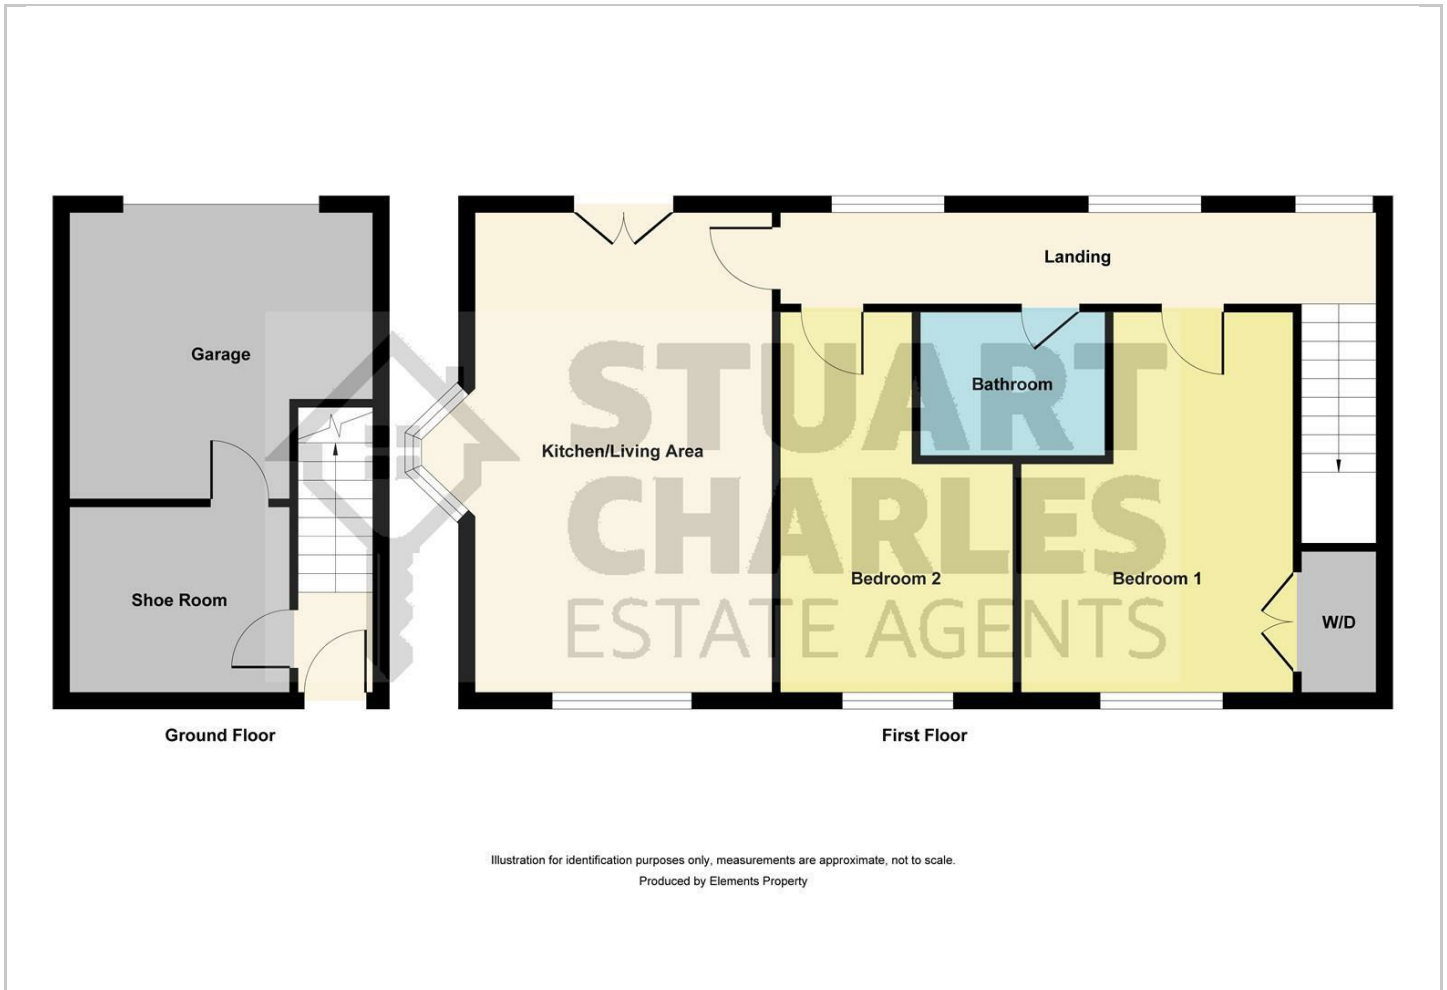 Garage
Shoe Room
Ground Floor
Landing
Bathroom
Kitchen/Living Area
Bedroom 2
Bedroom 1
W/D
First Floor
STUART
CHARLES
ESTATE AGENTS
Illustration for identification purposes only, measurements are approximate, not to scale.
Produced by Elements Property